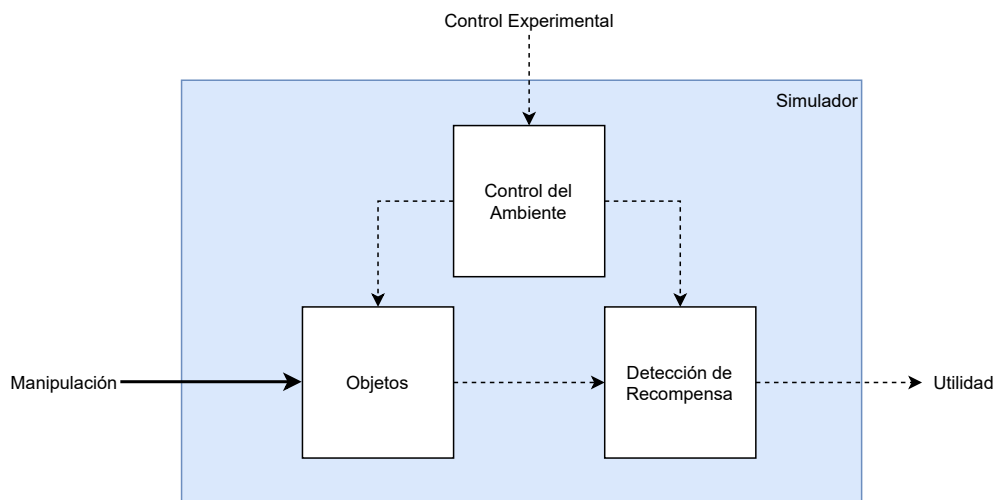 Control Experimental
Simulador
Control del
Ambiente
Manipulación
Objetos
Detección de
Recompensa
Utilidad